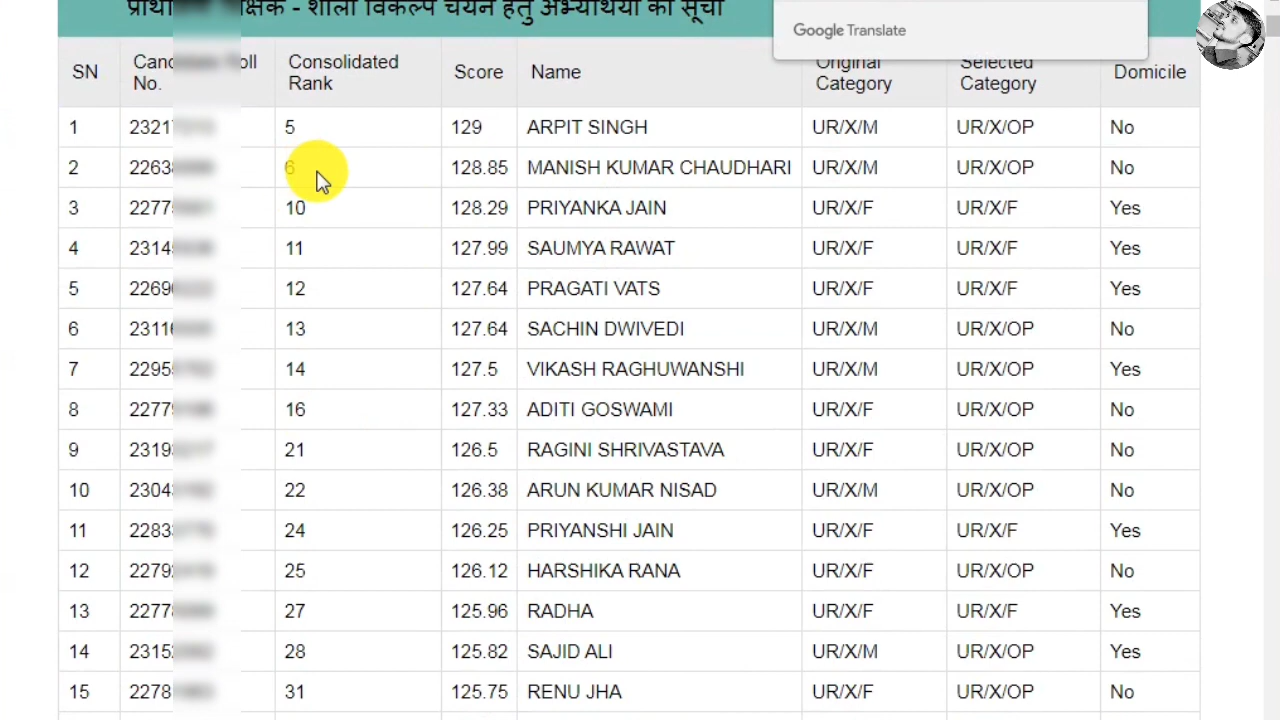 शाला विकल्प चयन हेतु अभ्यर्थियों की सूची
Google Translate
SN No. Consolidated Rank Score Name Original Category Selected Category Domicile
1 5 129 ARPIT SINGH UR/X/M UR/X/OP No
2 6 128.85 MANISH KUMAR CHAUDHARI UR/X/M UR/X/OP No
3 10 128.29 PRIYANKA JAIN UR/X/F UR/X/F Yes
4 11 127.99 SAUMYA RAWAT UR/X/F UR/X/F Yes
5 12 127.64 PRAGATI VATS UR/X/F UR/X/F Yes
6 13 127.64 SACHIN DWIVEDI UR/X/M UR/X/OP No
7 14 127.5 VIKASH RAGHUWANSHI UR/X/M UR/X/OP Yes
8 16 127.33 ADITI GOSWAMI UR/X/F UR/X/OP No
9 21 126.5 RAGINI SHRIVASTAVA UR/X/F UR/X/OP No
10 22 126.38 ARUN KUMAR NISAD UR/X/M UR/X/OP No
11 24 126.25 PRIYANSHI JAIN UR/X/F UR/X/F Yes
12 25 126.12 HARSHIKA RANA UR/X/F UR/X/OP No
13 27 125.96 RADHA UR/X/F UR/X/F Yes
14 28 125.82 SAJID ALI UR/X/M UR/X/OP Yes
15 31 125.75 RENU JHA UR/X/F UR/X/OP No